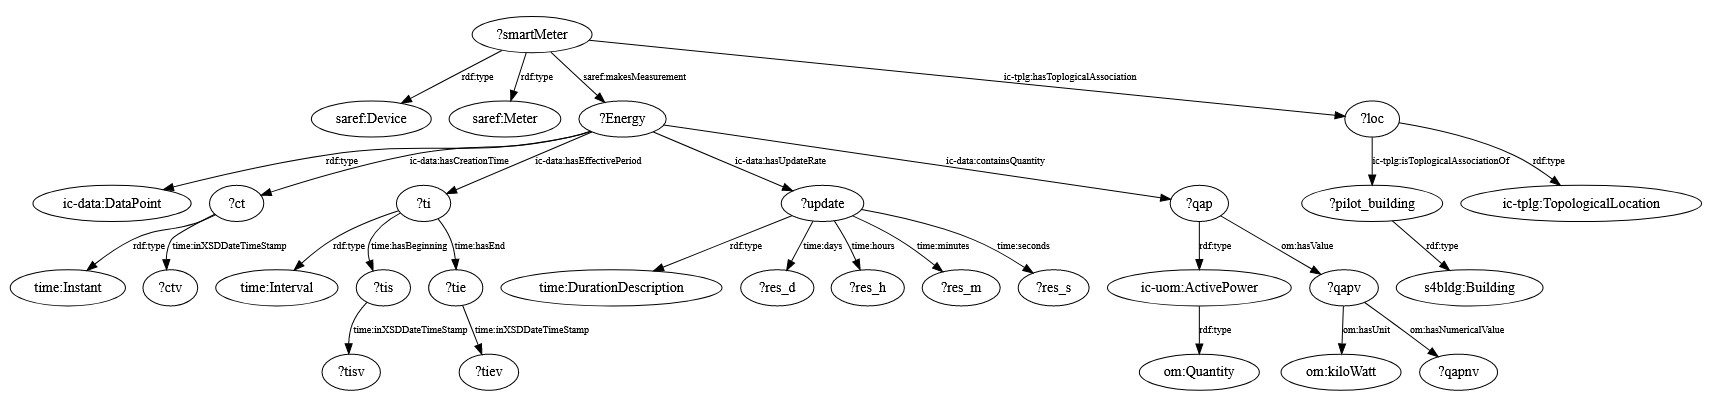 ?smartMeter
rdf:type
rdf:type
saref:makesMeasurement
ic-tplg:hasToplogicalAssociation
saref:Device
saref:Meter
?Energy
?loc
rdf:type
ic-data:hasCreationTime
ic-data:hasEffectivePeriod
ic-data:hasUpdateRate
ic-data:containsQuantity
ic-tplg:isToplogicalAssociationOf
rdf:type
ic-data:DataPoint
?ct
?ti
?update
?qap
?pilot_building
ic-tplg:TopologicalLocation
rdf:type
time:inXSDDateTimeStamp
rdf:type
time:hasBeginning
time:hasEnd
rdf:type
time:days
time:hours
time:minutes
time:seconds
rdf:type
om:hasValue
rdf:type
time:Instant
?ctv
time:Interval
?tis
?tie
time:DurationDescription
?res_d
?res_h
?res_m
?res_s
ic-uom:ActivePower
?qapv
s4bldg:Building
time:inXSDDateTimeStamp
time:inXSDDateTimeStamp
rdf:type
om:hasUnit
om:hasNumericalValue
?tisv
?tiev
om:Quantity
om:kiloWatt
?qapnv